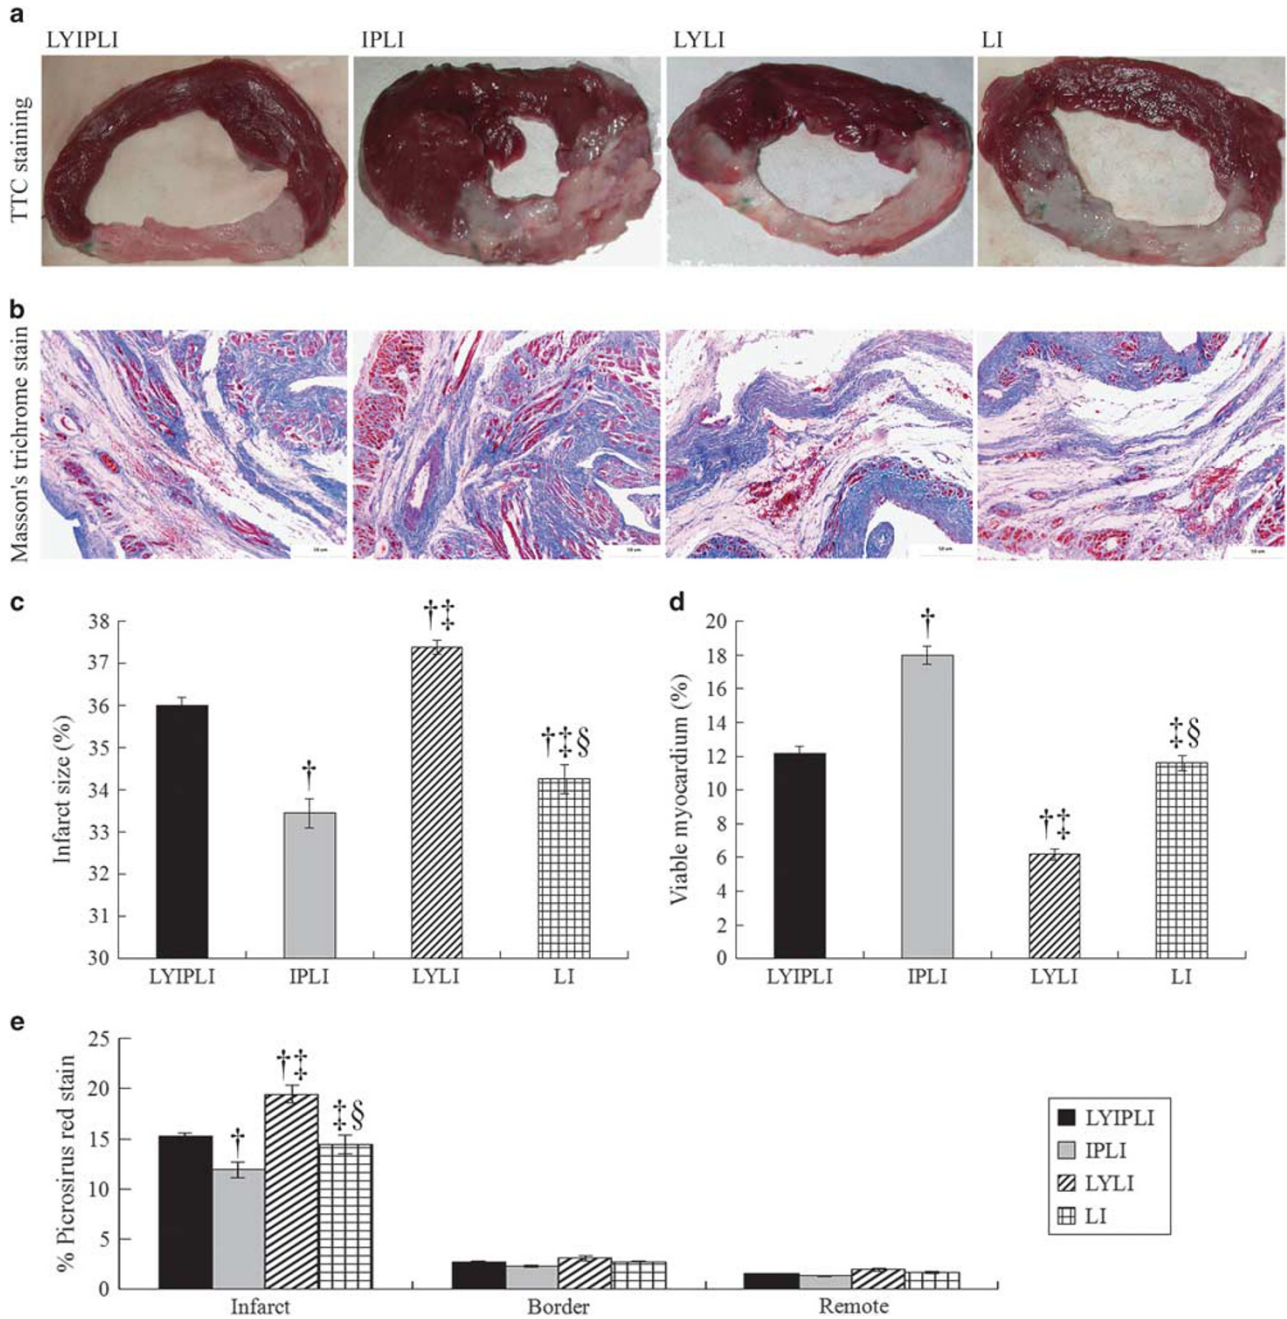 a
LYIPLI IPLI LYLI LI
TTC staining
b
Masson's trichrome stain
c
38
37
36
35
34
33
32
31
30
Infarct size (%)
†
†‡
†‡§
LYIPLI IPLI LYLI LI
d
20
18
16
14
12
10
8
6
4
2
0
Viable myocardium (%)
†
†‡
‡§
LYIPLI IPLI LYLI LI
e
25
20
15
10
5
0
% Picrosirus red stain
†
†‡
‡§
Infarct Border Remote
LYIPLI
IPLI
LYLI
LI